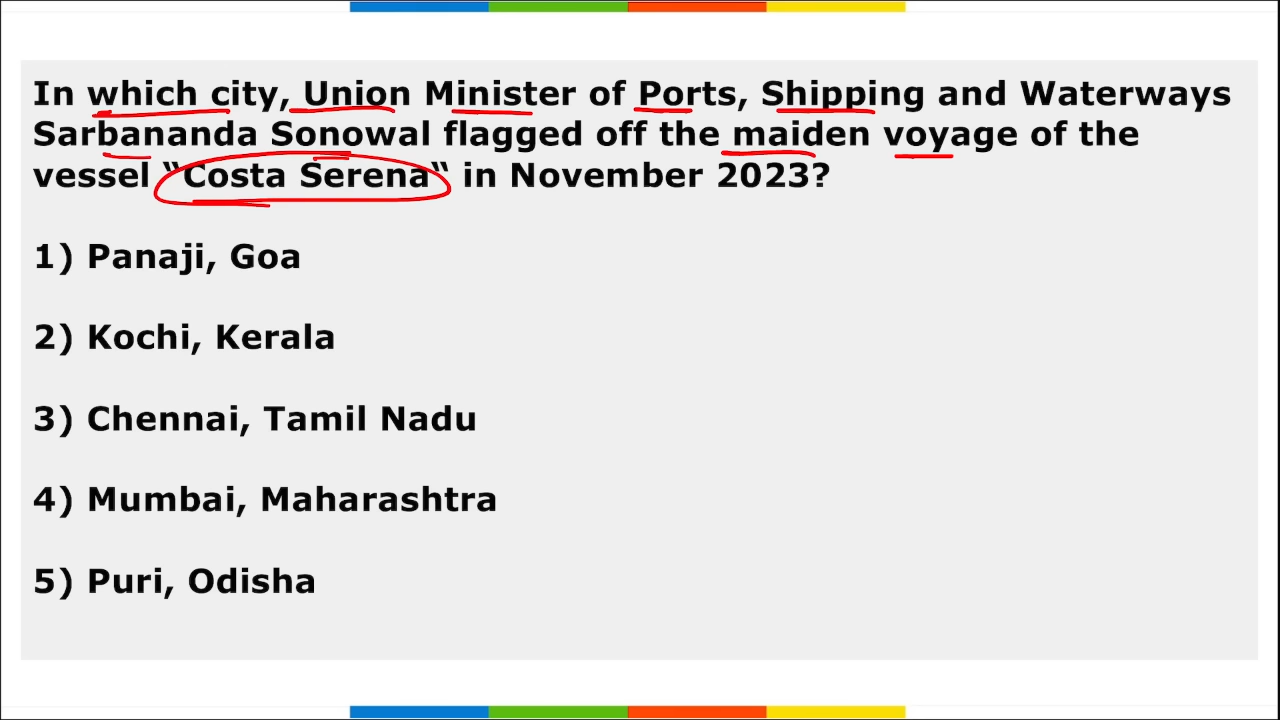 In which city, Union Minister of Ports, Shipping and Waterways
Sarbananda Sonowal flagged off the maiden voyage of the
vessel “Costa Serena“ in November 2023?
1) Panaji, Goa
2) Kochi, Kerala
3) Chennai, Tamil Nadu
4) Mumbai, Maharashtra
5) Puri, Odisha